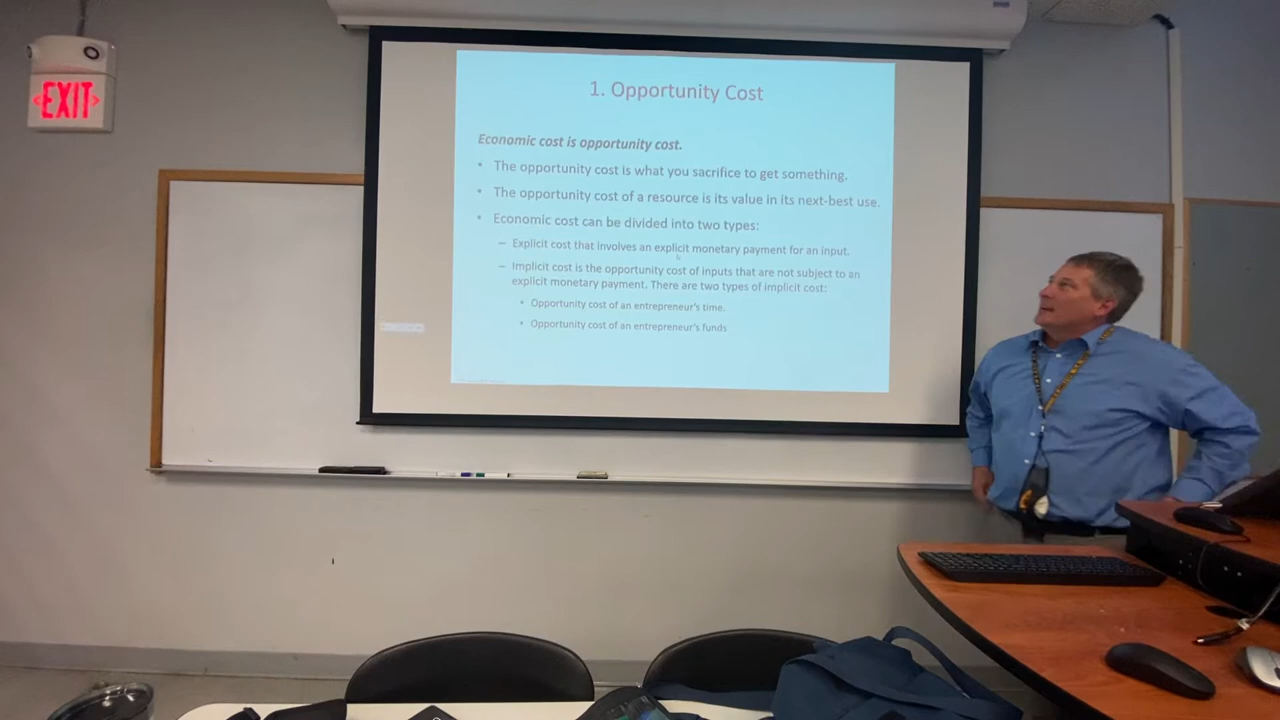 EXIT
1. Opportunity Cost
Economic cost is opportunity cost.
• The opportunity cost is what you sacrifice to get something.
• The opportunity cost of a resource is its value in its next-best use.
• Economic cost can be divided into two types:
– Explicit cost that involves an explicit monetary payment for an input.
– Implicit cost is the opportunity cost of inputs that are not subject to an
explicit monetary payment. There are two types of implicit cost:
• Opportunity cost of an entrepreneur's time.
• Opportunity cost of an entrepreneur's funds